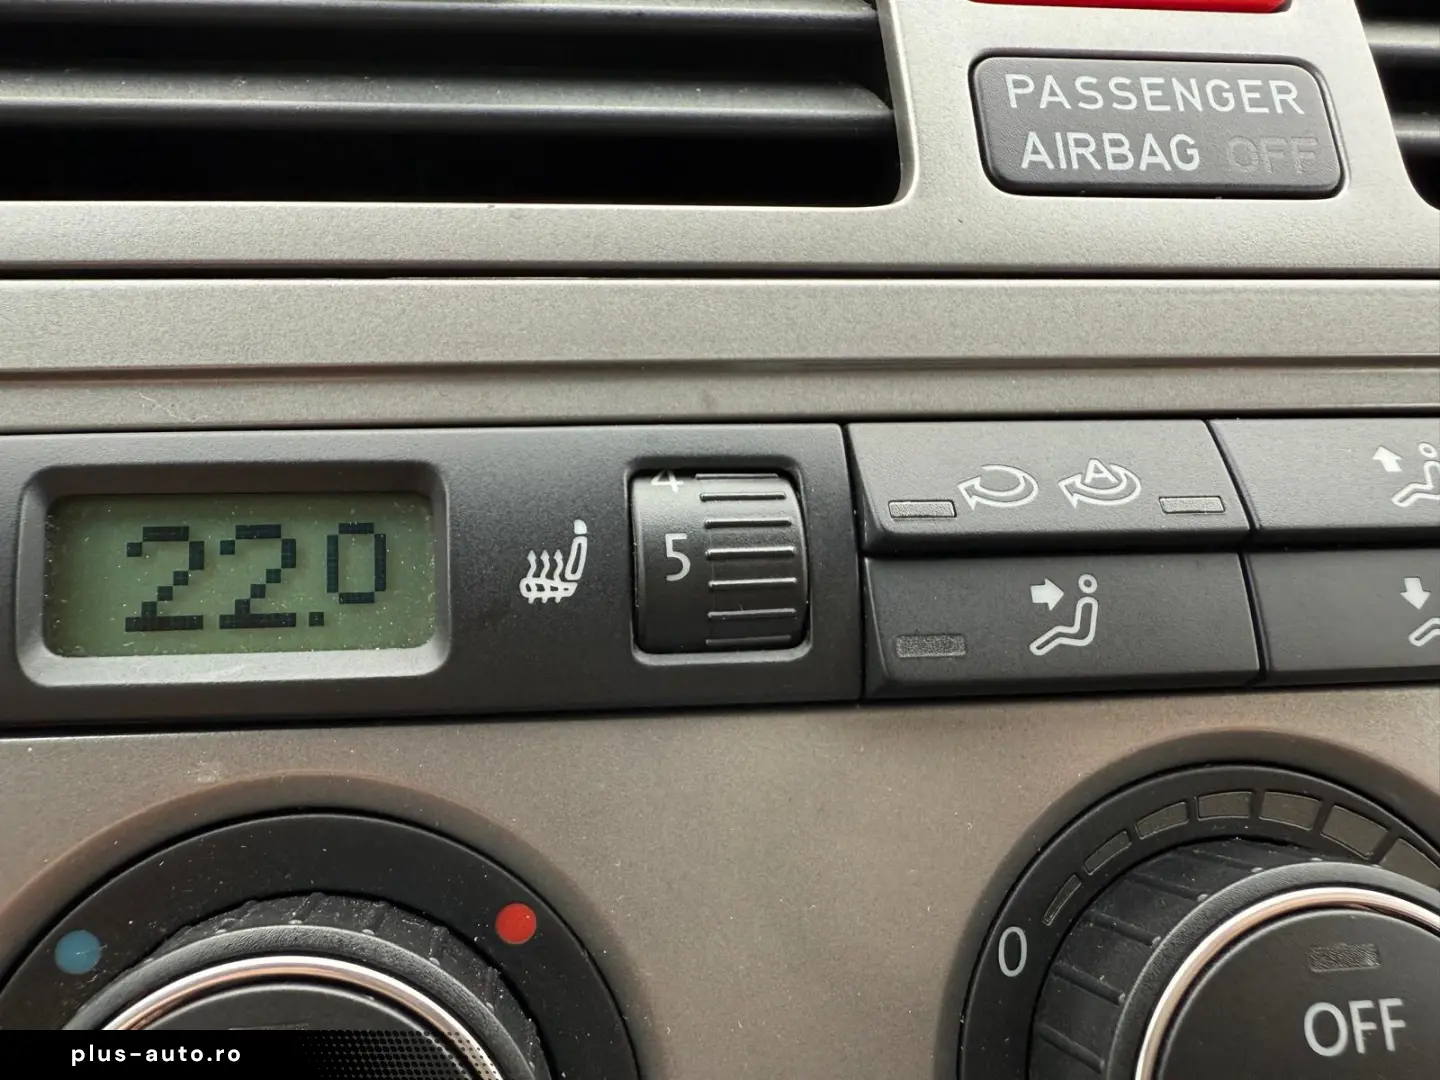 PASSENGER
AIRBAG OFF
4
22.0
5
A
0
OFF
plus-auto.ro